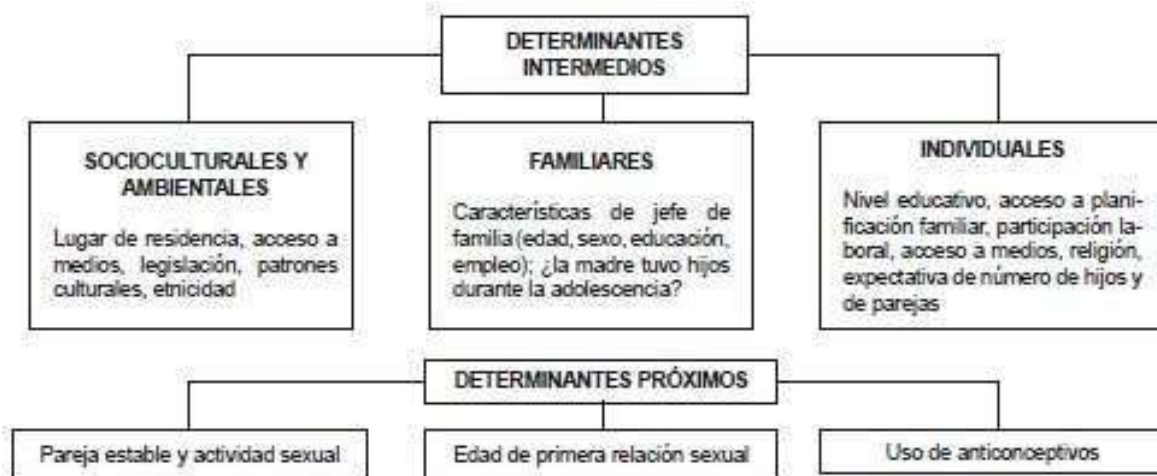 DETERMINANTES
INTERMEDIOS
SOCIOCULTURALES Y
AMBIENTALES
Lugar de residencia, acceso a
medios, legislación, patrones
culturales, etnicidad
FAMILIARES
Características de jefe de
familia (edad, sexo, educación,
empleo); ¿la madre tuvo hijos
durante la adolescencia?
INDIVIDUALES
Nivel educativo, acceso a plani-
ficación familiar, participación la-
boral, acceso a medios, religión,
expectativa de número de hijos y
de parejas
DETERMINANTES PRÓXIMOS
Pareja estable y actividad sexual
Edad de primera relación sexual
Uso de anticonceptivos